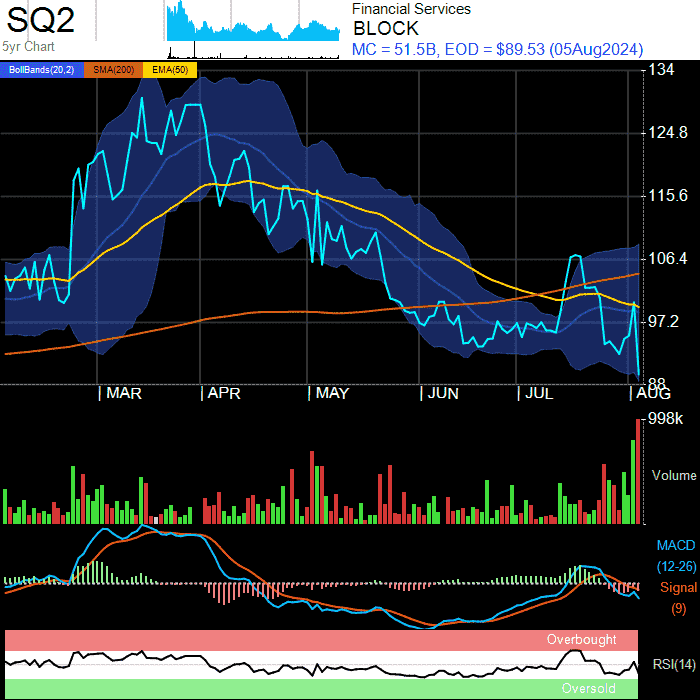 SQ2
5yr Chart
Financial Services
BLOCK
MC = 51.5B, EOD = $89.53 (05Aug2024)
BollBands(20,2) SMA(200) EMA(50)
134
124.8
115.6
106.4
97.2
88
MAR APR MAY JUN JUL AUG
998k
Volume
MACD
(12-26)
Signal
(9)
Overbought
RSI(14)
Oversold